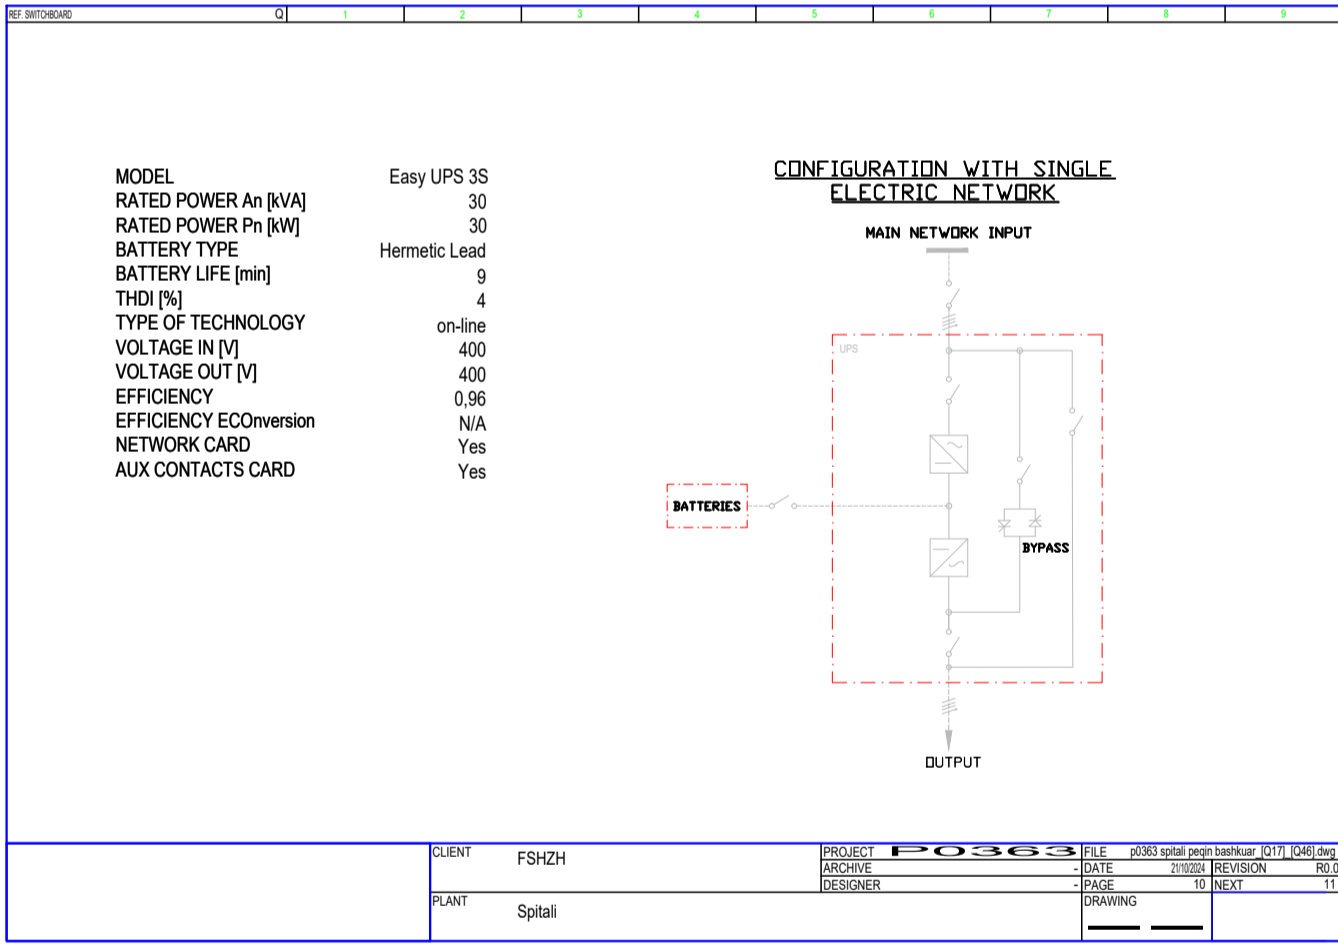 REF. SWITCHBOARD Q 1 2 3 4 5 6 7 8 9
CONFIGURATION WITH SINGLE
ELECTRIC NETWORK
MODEL Easy UPS 3S
RATED POWER An [kVA] 30
RATED POWER Pn [kW] 30
BATTERY TYPE Hermetic Lead
BATTERY LIFE [min] 9
THDI [%] 4
TYPE OF TECHNOLOGY on-line
VOLTAGE IN [V] 400
VOLTAGE OUT [V] 400
EFFICIENCY 0,96
EFFICIENCY ECOnversion N/A
NETWORK CARD Yes
AUX CONTACTS CARD Yes
MAIN NETWORK INPUT
UPS
BATTERIES
BYPASS
OUTPUT
CLIENT FSHZH
PLANT Spitali
PROJECT P0363
ARCHIVE -
DESIGNER -
FILE p0363 spitali peqin bashkuar_[Q17]_[Q46].dwg
DATE 21/10/2024 REVISION R0.0
PAGE 10 NEXT 11
DRAWING